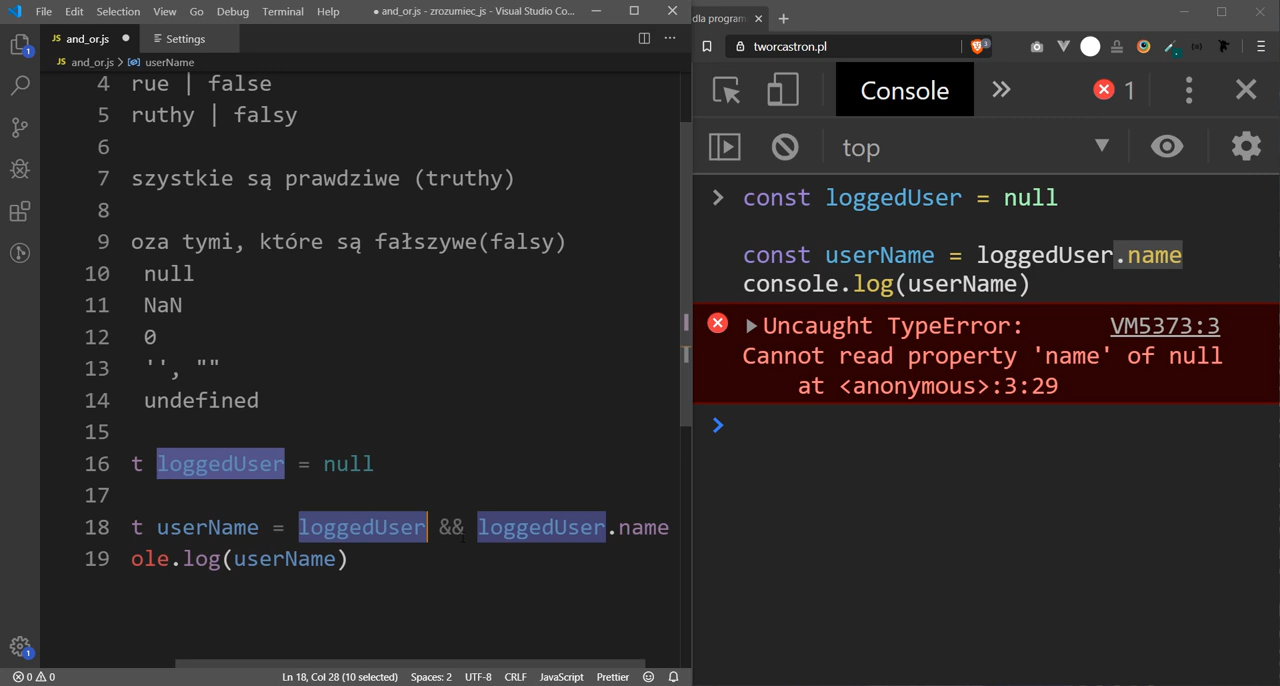 File Edit Selection View Go Debug Terminal Help ● and_or.js - zrozumiec_js - Visual Studio Co...
JS and_or.js ● Settings
JS and_or.js > userName
4 rue | false
5 ruthy | falsy
6
7 szystkie są prawdziwe (truthy)
8
9 oza tymi, które są fałszywe(falsy)
10 null
11 NaN
12 0
13 '', ""
14 undefined
15
16 t loggedUser = null
17
18 t userName = loggedUser && loggedUser.name
19 ole.log(userName)
1
1
0 0 Ln 18, Col 28 (10 selected) Spaces: 2 UTF-8 CRLF JavaScript Prettier
dla program
tworcastron.pl 3
Console » 1
top
> const loggedUser = null
const userName = loggedUser.name
console.log(userName)
Uncaught TypeError: VM5373:3
Cannot read property 'name' of null
at <anonymous>:3:29
>